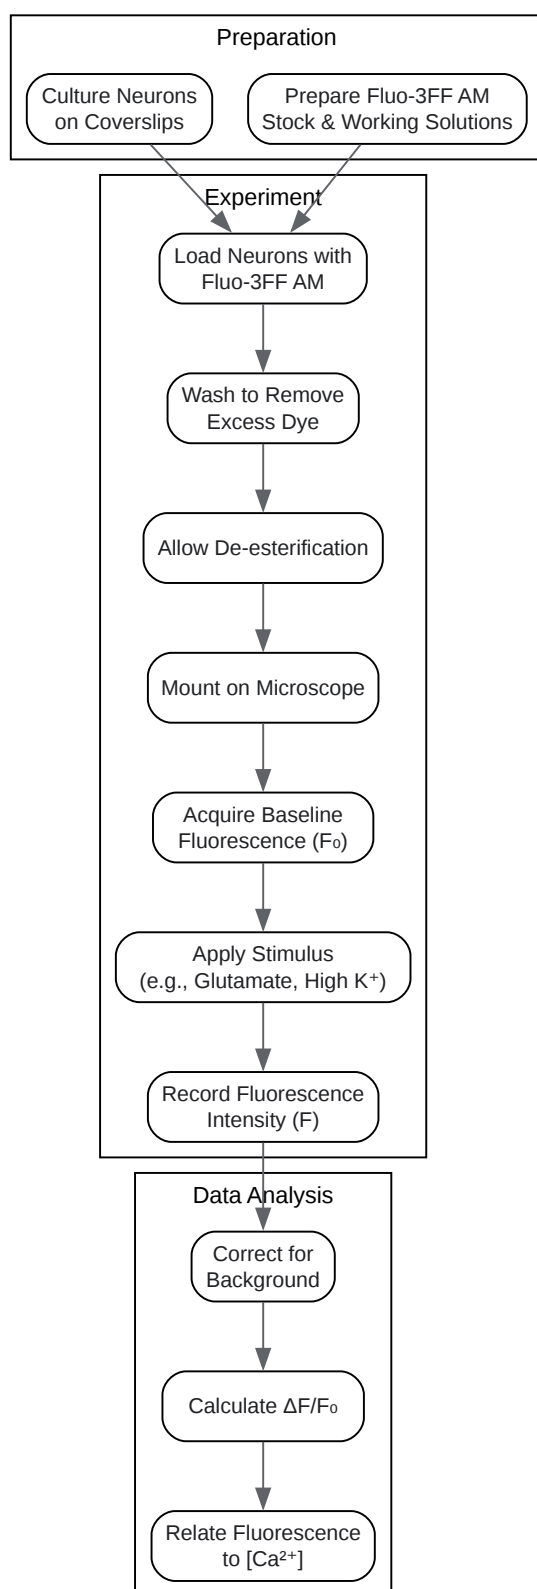 Preparation
Culture Neurons
on Coverslips
Prepare Fluo-3FF AM
Stock & Working Solutions
Experiment
Load Neurons with
Fluo-3FF AM
Wash to Remove
Excess Dye
Allow De-esterification
Mount on Microscope
Acquire Baseline
Fluorescence (F₀)
Apply Stimulus
(e.g., Glutamate, High K⁺)
Record Fluorescence
Intensity (F)
Data Analysis
Correct for
Background
Calculate ΔF/F₀
Relate Fluorescence
to [Ca²⁺]